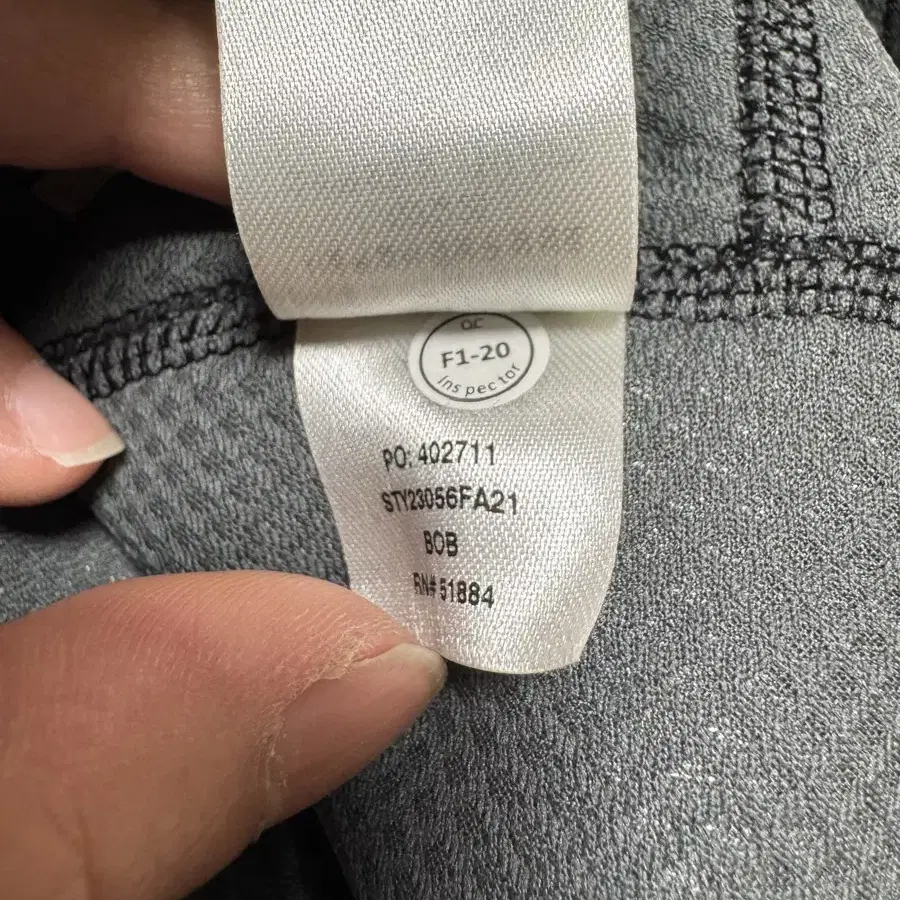 QC
F1-20
Inspector
PO: 402711
STY23056FA21
BOB
RN# 51884